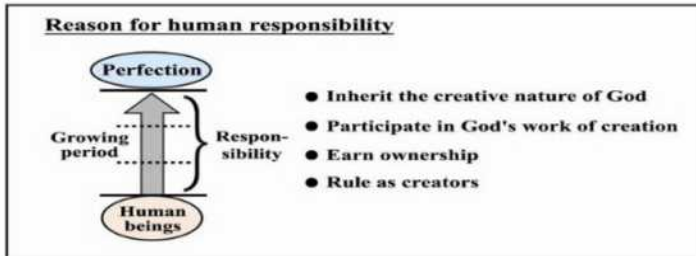 Reason for human responsibility
Perfection
Growing
period
Respon-
sibility
Human
beings
● Inherit the creative nature of God
● Participate in God's work of creation
● Earn ownership
● Rule as creators